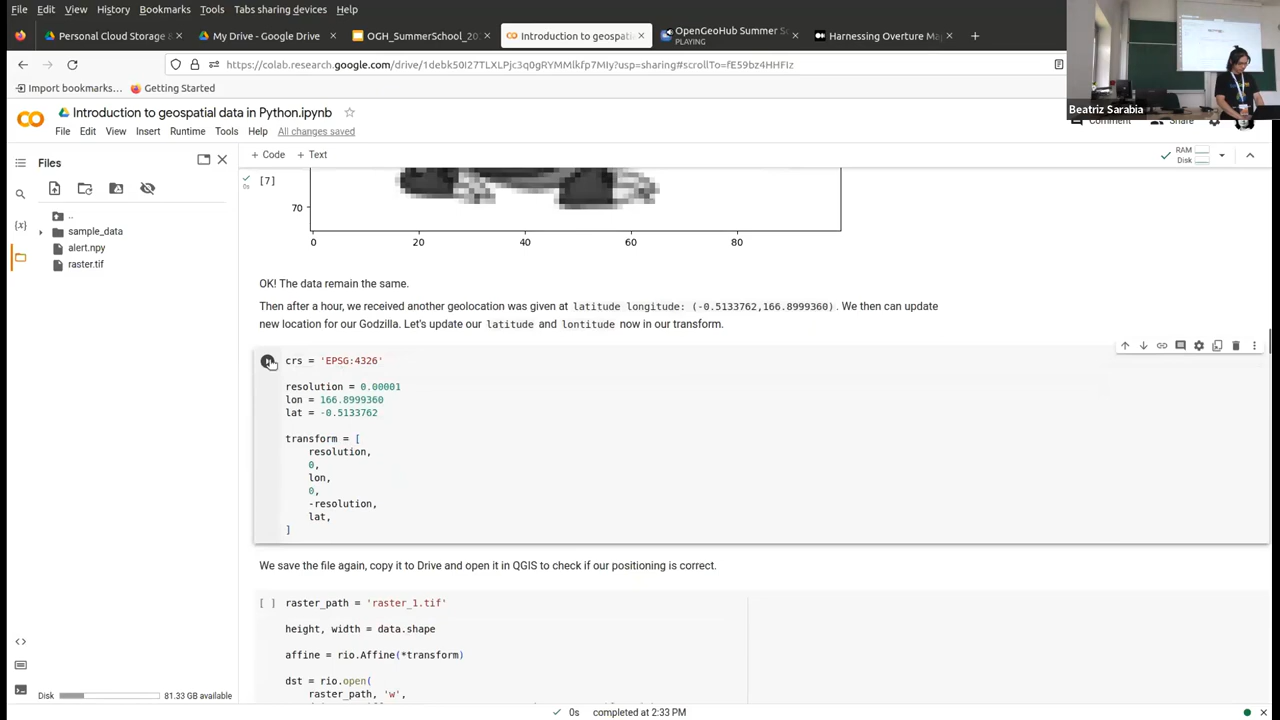 File Edit View History Bookmarks Tools Tab sharing devices Help
Personal Cloud Storage & My Drive - Google Drive OGH_SummerSchool_20 Introduction to geospati OpenGeoHub Summer S Harnessing Overture Ma
PLAYING
https://colab.research.google.com/drive/1debk50I27TLXLPjc3q0gRYMMlkfp7MIy?usp=sharing#scrollTo=fE59bz4HHFIz
Import bookmarks... Getting Started
Beatriz Sarabia
Introduction to geospatial data in Python.ipynb
File Edit View Insert Runtime Tools Help All changes saved
Comment Share
Files
+ Code + Text
RAM
Disk
..
sample_data
alert.npy
raster.tif
0s
[7]
70
0 20 40 60 80
OK! The data remain the same.
Then after a hour, we received another geolocation was given at latitude longitude: (-0.5133762,166.8999360). We then can update
new location for our Godzilla. Let's update our latitude and lontitude now in our transform.
crs = 'EPSG:4326'
resolution = 0.00001
lon = 166.8999360
lat = -0.5133762
transform = [
resolution,
0,
lon,
0,
-resolution,
lat,
]
We save the file again, copy it to Drive and open it in QGIS to check if our positioning is correct.
[ ] raster_path = 'raster_1.tif'
height, width = data.shape
affine = rio.Affine(*transform)
dst = rio.open(
raster_path, 'w',
Disk 81.33 GB available
0s completed at 2:33 PM